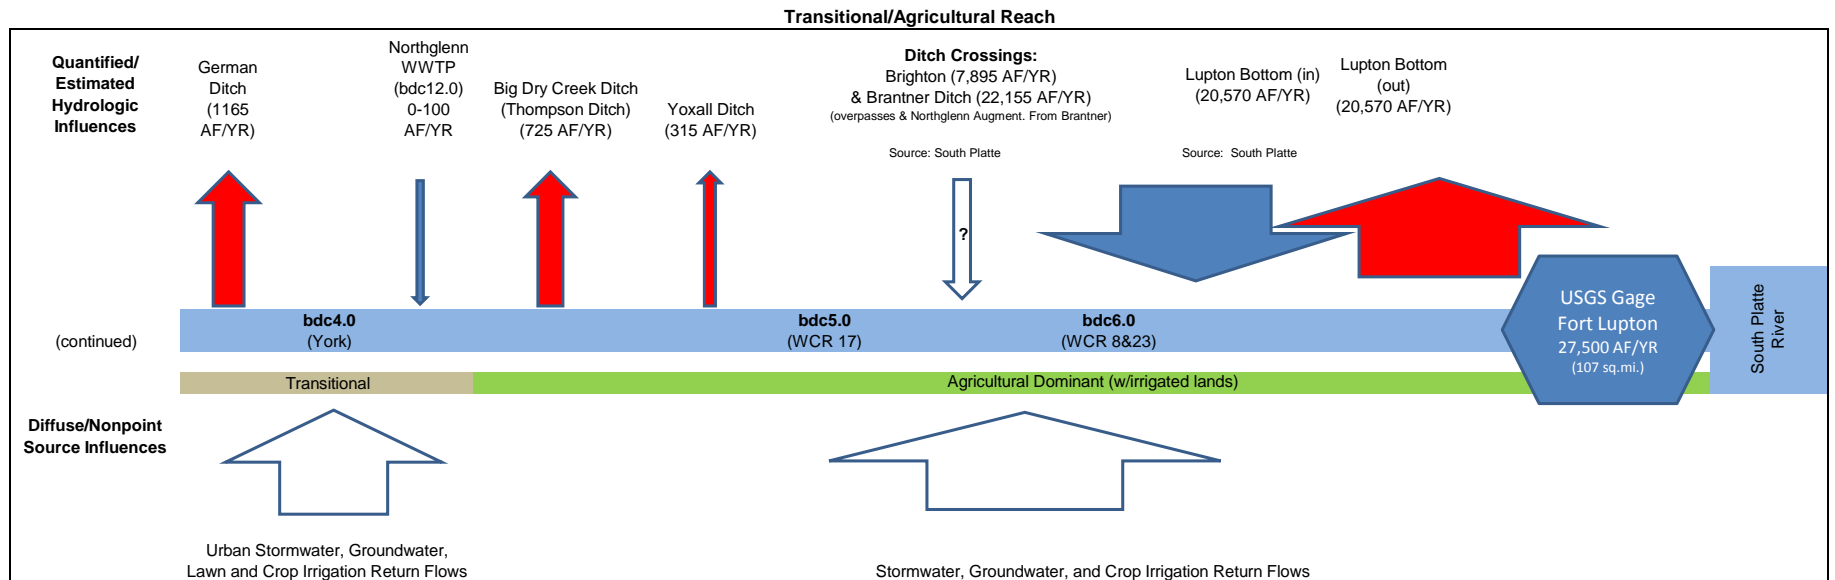 Transitional/Agricultural Reach
Quantified/
Estimated
Hydrologic
Influences
German
Ditch
(1165
AF/YR)
Northglenn
WWTP
(bdc12.0)
0-100
AF/YR
Big Dry Creek Ditch
(Thompson Ditch)
(725 AF/YR)
Yoxall Ditch
(315 AF/YR)
Ditch Crossings:
Brighton (7,895 AF/YR)
& Brantner Ditch (22,155 AF/YR)
(overpasses & Northglenn Augment. From Brantner)
Source: South Platte
Lupton Bottom (in)
(20,570 AF/YR)
Source: South Platte
Lupton Bottom
(out)
(20,570 AF/YR)
?
(continued)
bdc4.0
(York)
bdc5.0
(WCR 17)
bdc6.0
(WCR 8&23)
USGS Gage
Fort Lupton
27,500 AF/YR
(107 sq.mi.)
South Platte
River
Transitional
Agricultural Dominant (w/irrigated lands)
Diffuse/Nonpoint
Source Influences
Urban Stormwater, Groundwater,
Lawn and Crop Irrigation Return Flows
Stormwater, Groundwater, and Crop Irrigation Return Flows